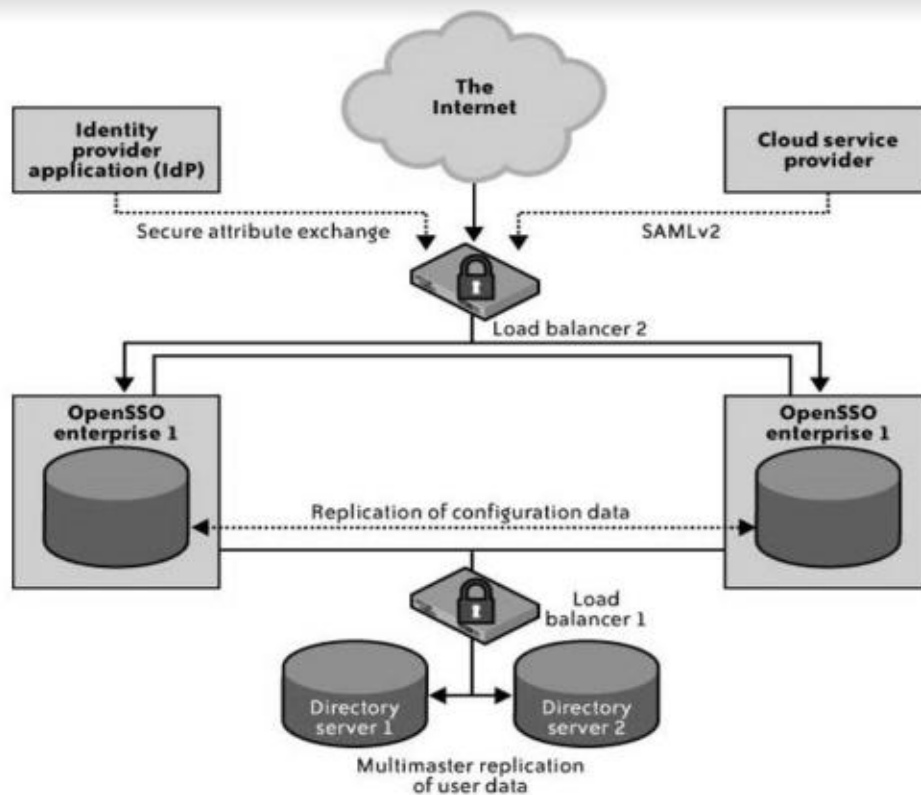 The
Internet
Identity
provider
application (IdP)
Cloud service
provider
Secure attribute exchange
SAMLv2
Load balancer 2
OpenSSO
enterprise 1
OpenSSO
enterprise 1
Replication of configuration data
Load
balancer 1
Directory
server 1
Directory
server 2
Multimaster replication
of user data